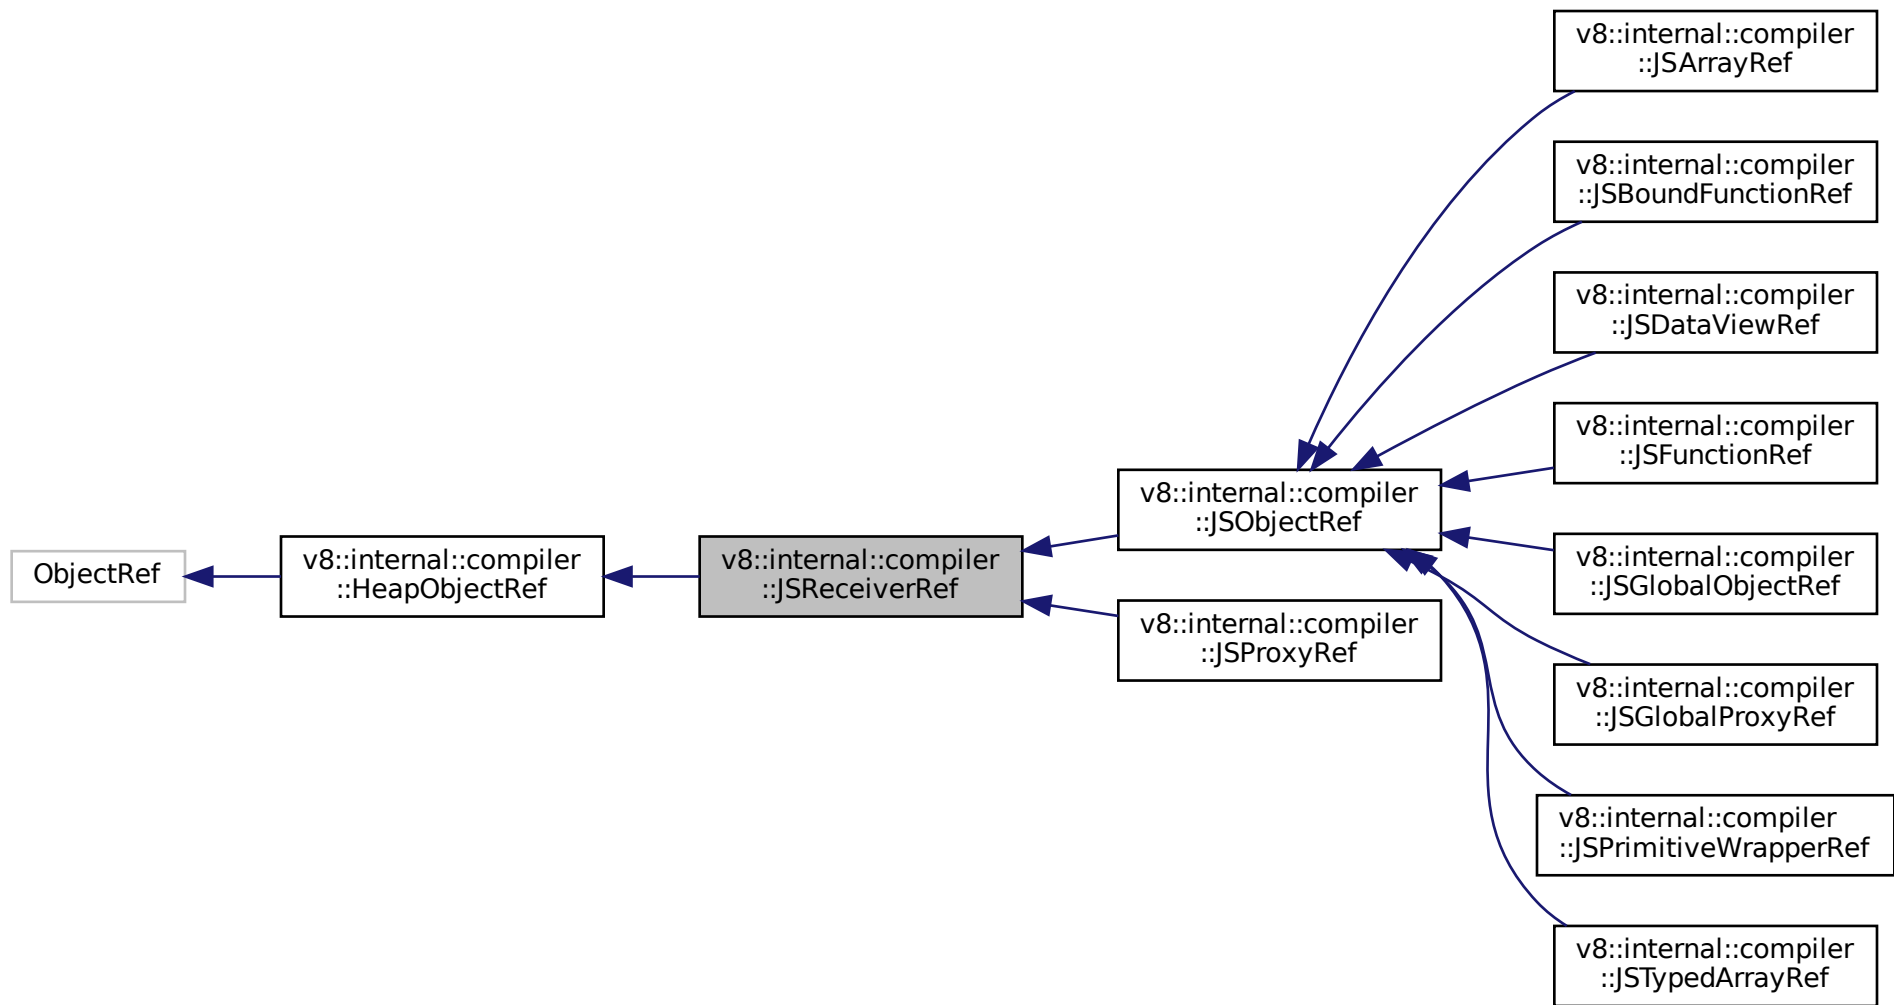 ObjectRef
v8::internal::compiler
::HeapObjectRef
v8::internal::compiler
::JSReceiverRef
v8::internal::compiler
::JSObjectRef
v8::internal::compiler
::JSProxyRef
v8::internal::compiler
::JSArrayRef
v8::internal::compiler
::JSBoundFunctionRef
v8::internal::compiler
::JSDataViewRef
v8::internal::compiler
::JSFunctionRef
v8::internal::compiler
::JSGlobalObjectRef
v8::internal::compiler
::JSGlobalProxyRef
v8::internal::compiler
::JSPrimitiveWrapperRef
v8::internal::compiler
::JSTypedArrayRef